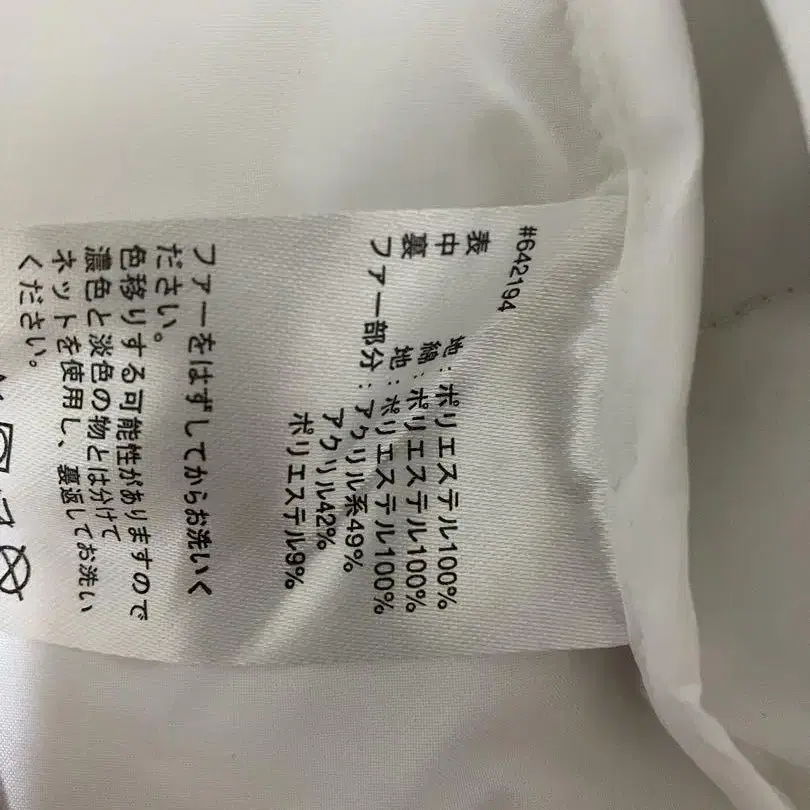 #642194
表 地：ポリエステル100%
中 綿：ポリエステル100%
裏 地：ポリエステル100%
ファー部分：アクリル系49%
アクリル42%
ポリエステル9%
ファーをはずしてからお洗いく
ださい。
色移りする可能性がありますので
濃色と淡色の物とは分けて
ネットを使用し、裏返してお洗い
ください。